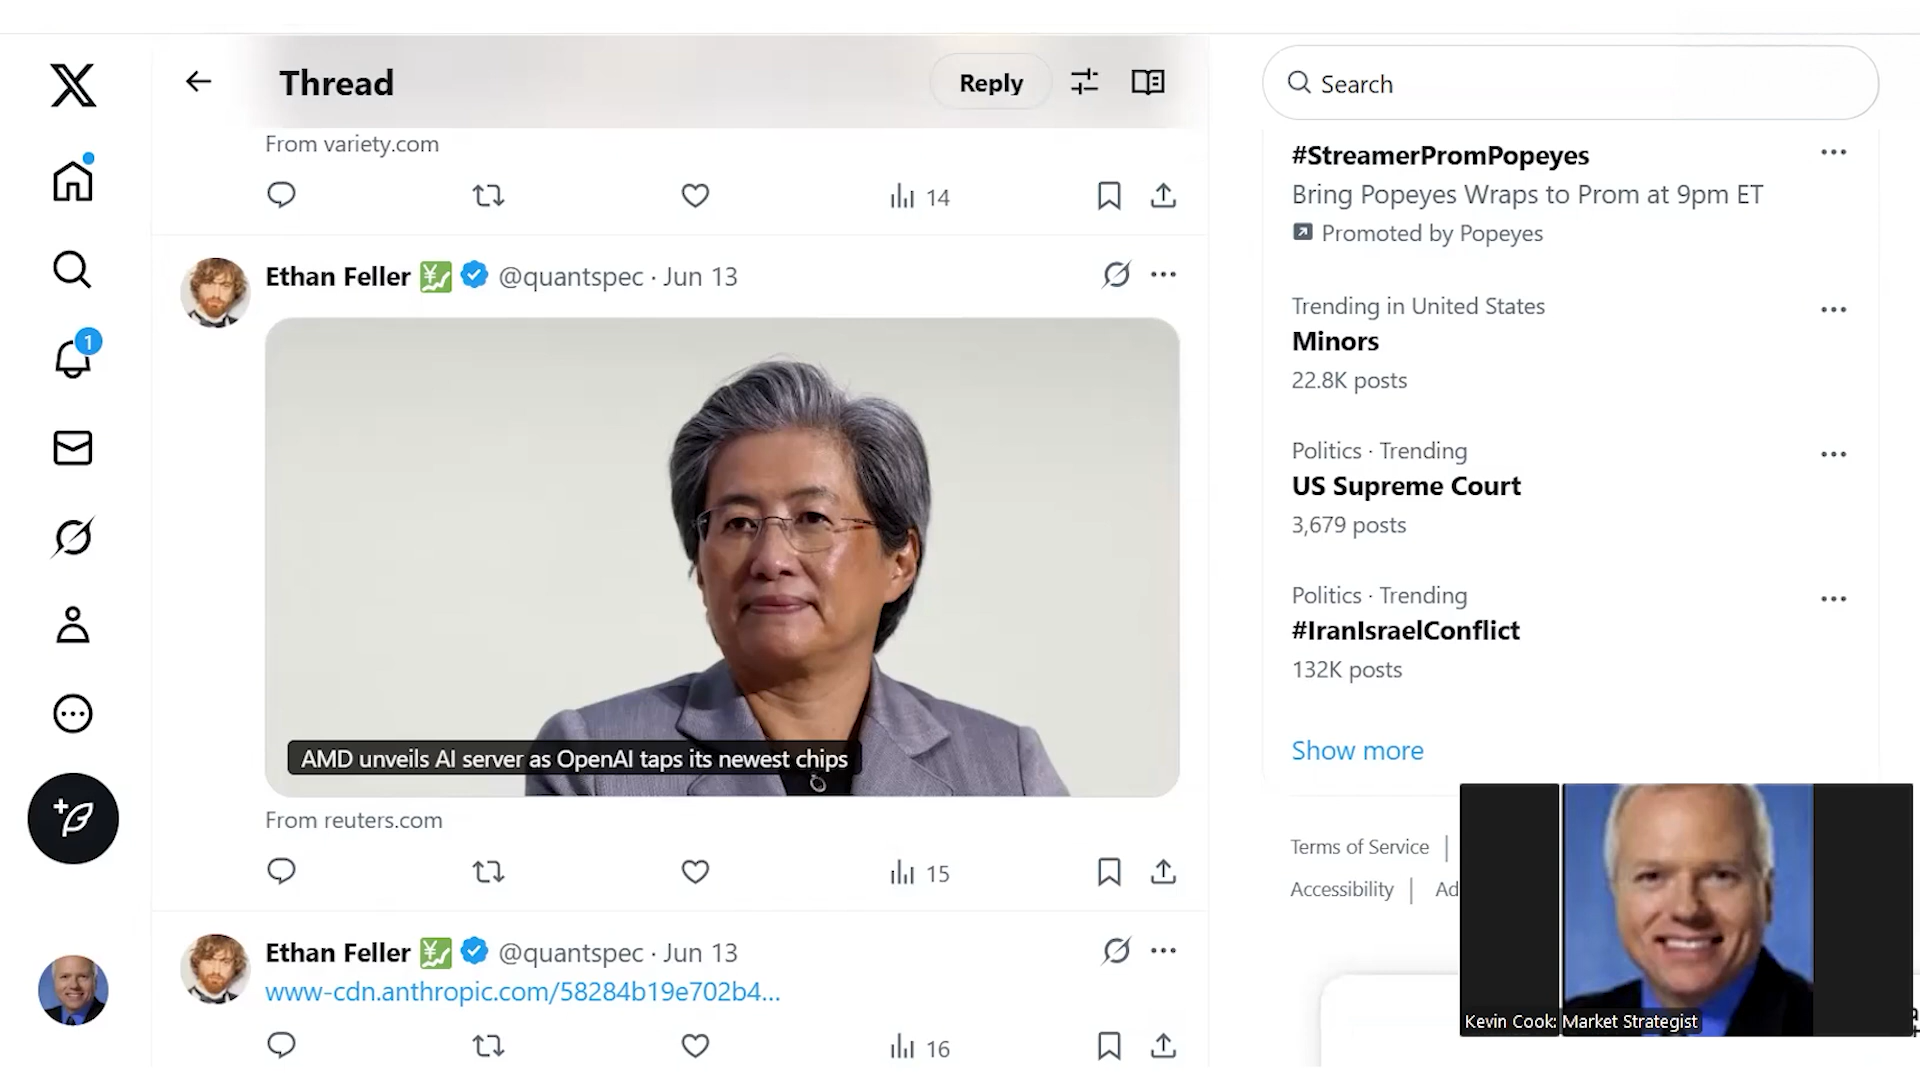 Thread
Reply
Search
From variety.com
14
Ethan Feller @quantspec · Jun 13
AMD unveils AI server as OpenAI taps its newest chips
From reuters.com
15
Ethan Feller @quantspec · Jun 13
www-cdn.anthropic.com/58284b19e702b4...
16
1
#StreamerPromPopeyes
Bring Popeyes Wraps to Prom at 9pm ET
Promoted by Popeyes
Trending in United States
Minors
22.8K posts
Politics · Trending
US Supreme Court
3,679 posts
Politics · Trending
#IranIsraelConflict
132K posts
Show more
Terms of Service |
Accessibility | Ad
Kevin Cook: Market Strategist